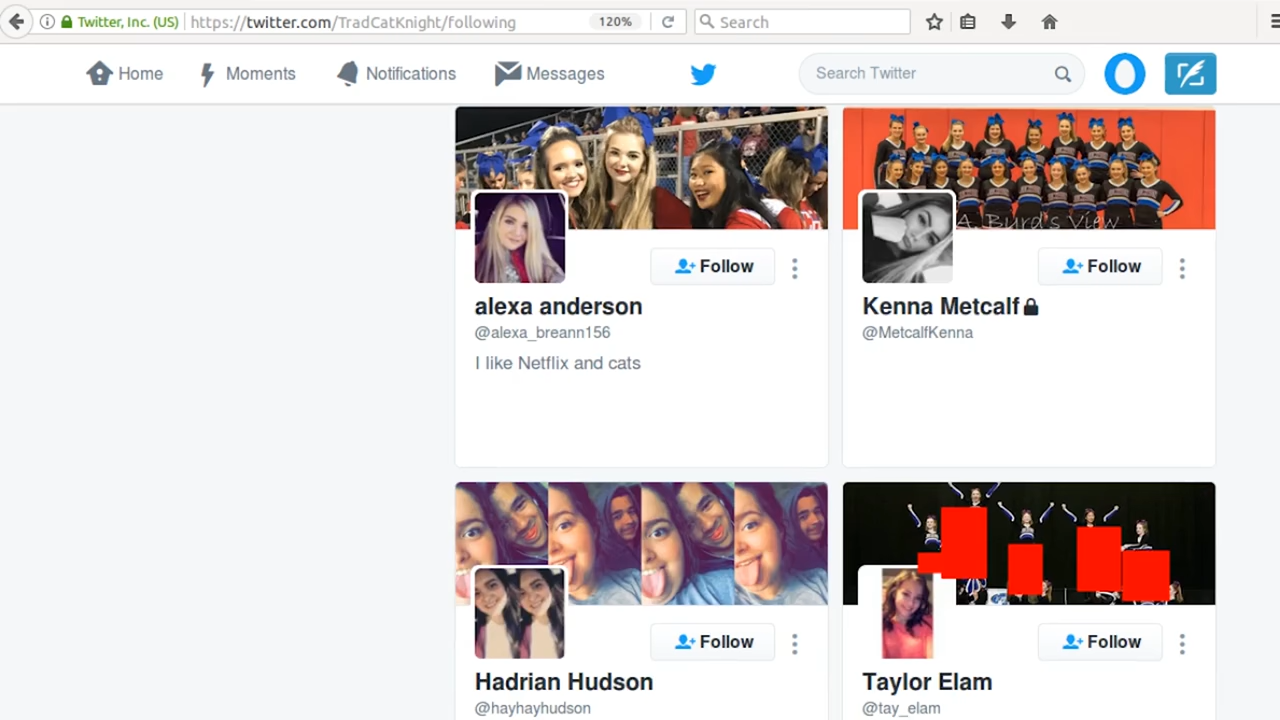 Twitter, Inc. (US) https://twitter.com/TradCatKnight/following 120% Search
Home Moments Notifications Messages Search Twitter
A Byrd's View
Follow Follow
alexa anderson Kenna Metcalf
@alexa_breann156 @MetcalfKenna
I like Netflix and cats
Follow Follow
Hadrian Hudson Taylor Elam
@hayhayhudson @tay_elam